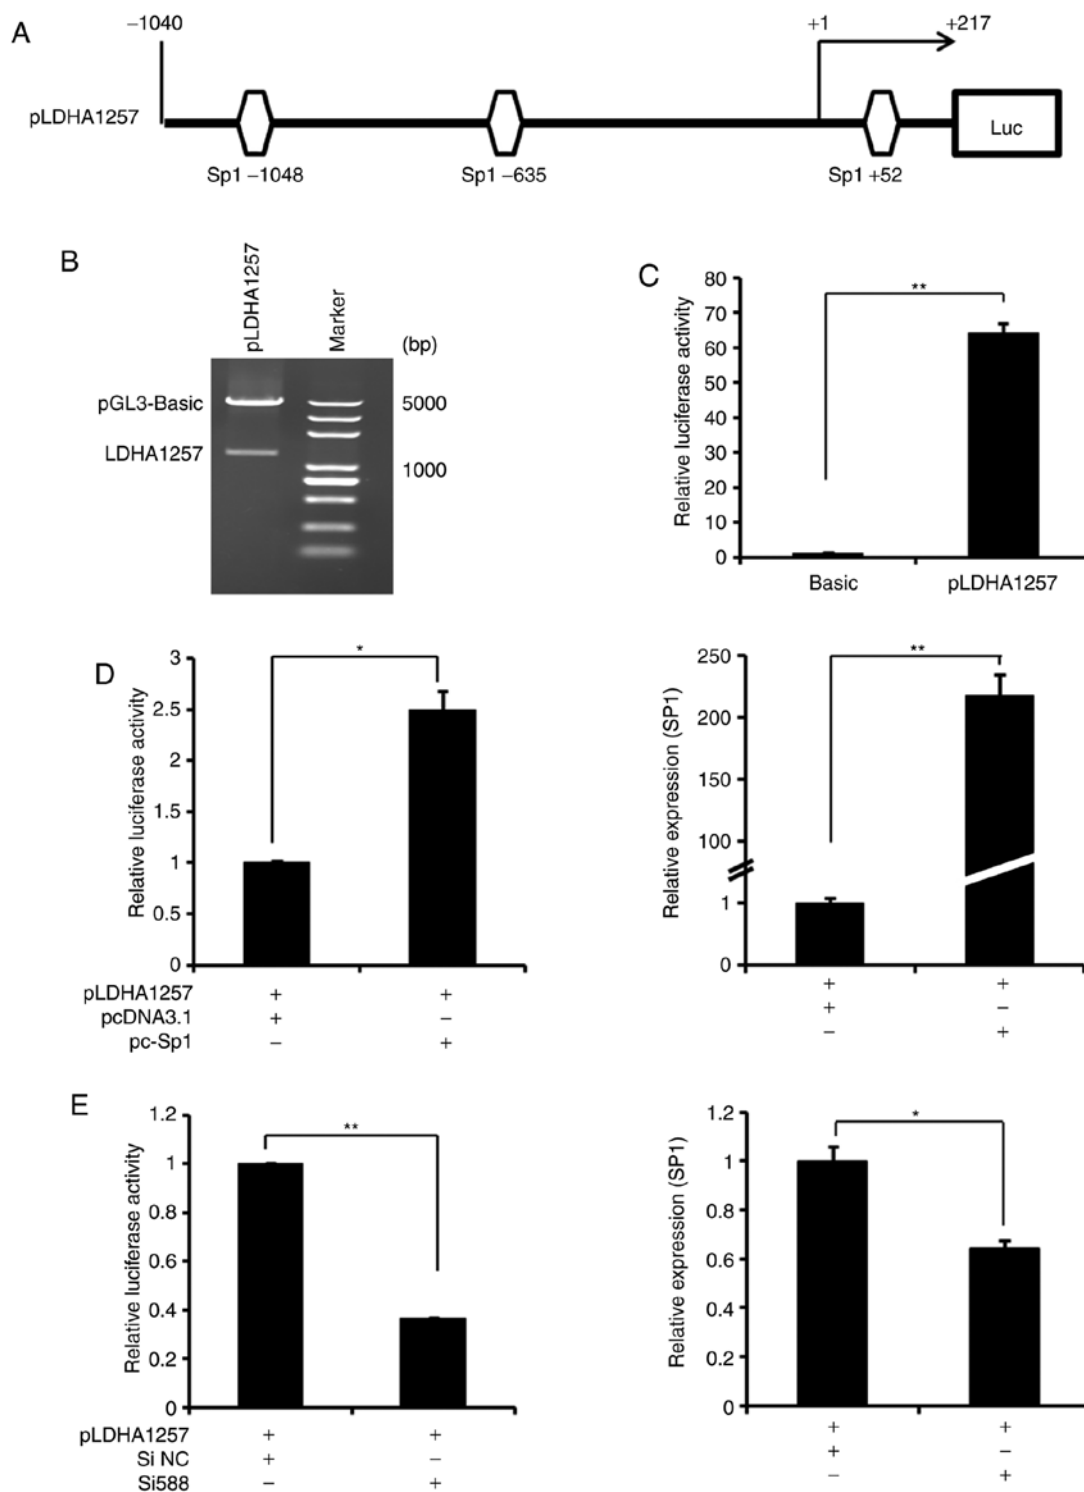 A
−1040
+1
+217
pLDHA1257
Luc
Sp1 −1048
Sp1 −635
Sp1 +52
B
pLDHA1257
Marker
(bp)
pGL3-Basic
5000
LDHA1257
1000
C
Relative luciferase activity
80
70
60
50
40
30
20
10
0
**
Basic
pLDHA1257
D
Relative luciferase activity
3
2.5
2
1
0.5
0
*
pLDHA1257 + +
pcDNA3.1 + −
pc-Sp1 − +
Relative expression (SP1)
250
200
150
100
1
0
**
+ +
+ −
− +
E
Relative luciferase activity
1.2
1
0.8
0.6
0.4
0.2
0
**
pLDHA1257 + +
Si NC + −
Si588 − +
Relative expression (SP1)
1.2
1
0.8
0.6
0.4
0.2
0
*
+ +
+ −
− +